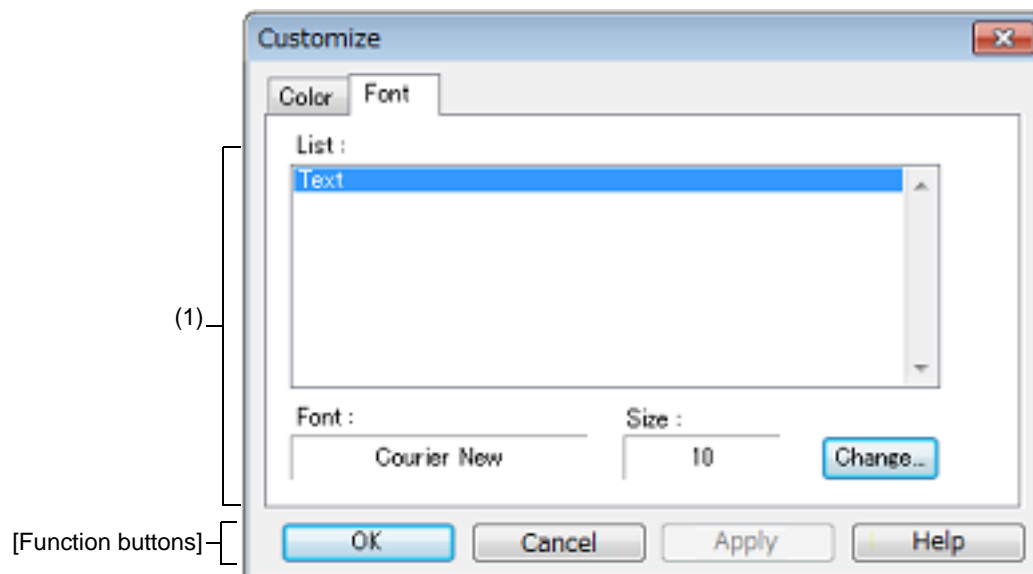 Customize
Color Font
List :
Text
(1)
Font : Size :
Courier New 10 Change...
[Function buttons] OK Cancel Apply Help